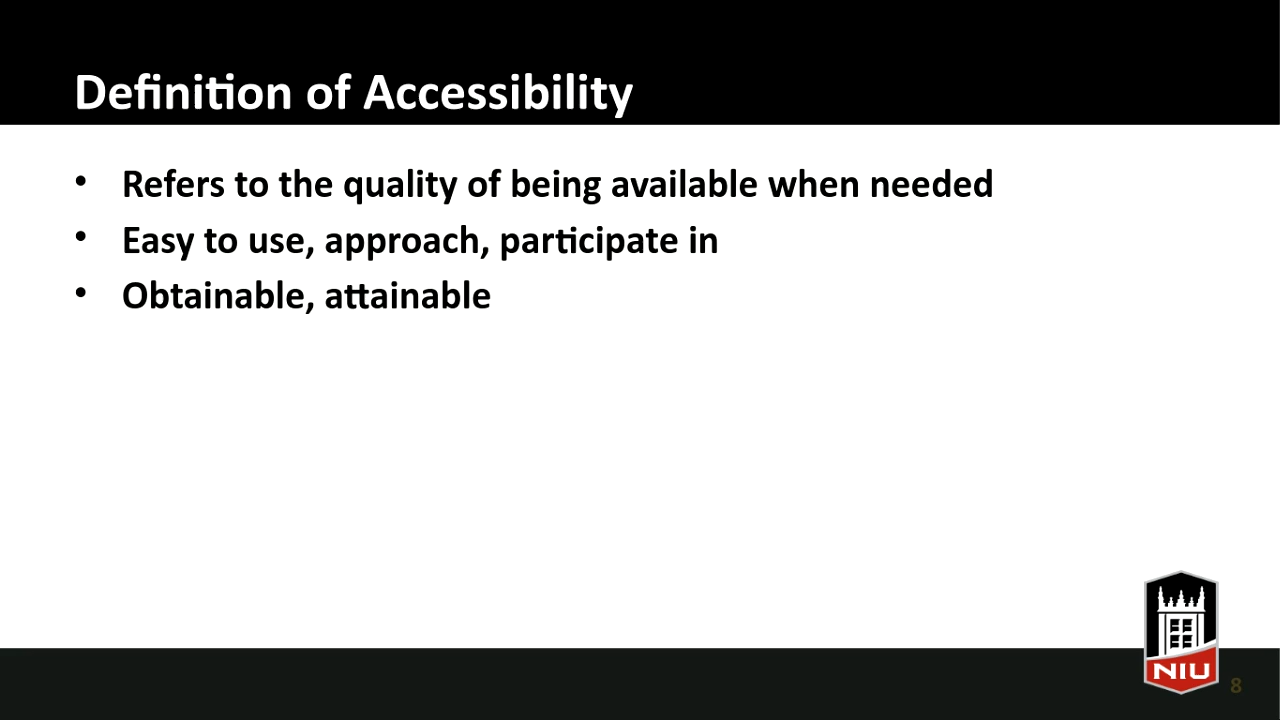 Definition of Accessibility
• Refers to the quality of being available when needed
• Easy to use, approach, participate in
• Obtainable, attainable
NIU
8